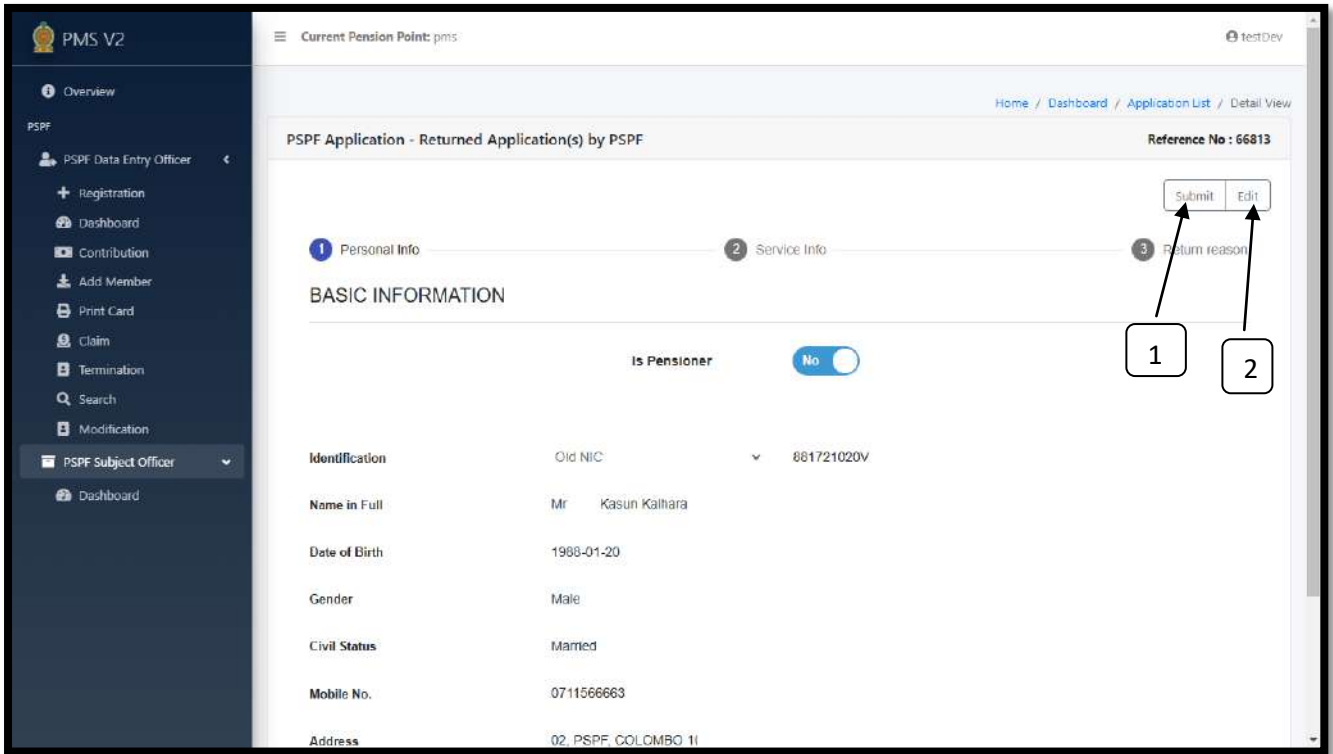 PMS V2
Current Pension Point: pms
testDev
Overview
Home / Dashboard / Application List / Detail View
PSPF
PSPF Application - Returned Application(s) by PSPF
Reference No : 66813
PSPF Data Entry Officer
Registration
Submit Edit
Dashboard
1 Personal Info
2 Service Info
3 Return reason
Contribution
Add Member
BASIC INFORMATION
Print Card
Claim
Is Pensioner No
1
2
Termination
Search
Modification
PSPF Subject Officer
Identification Old NIC 881721020V
Dashboard
Name in Full Mr Kasun Kalhara
Date of Birth 1988-01-20
Gender Male
Civil Status Married
Mobile No. 0711566663
Address 02, PSPF, COLOMBO